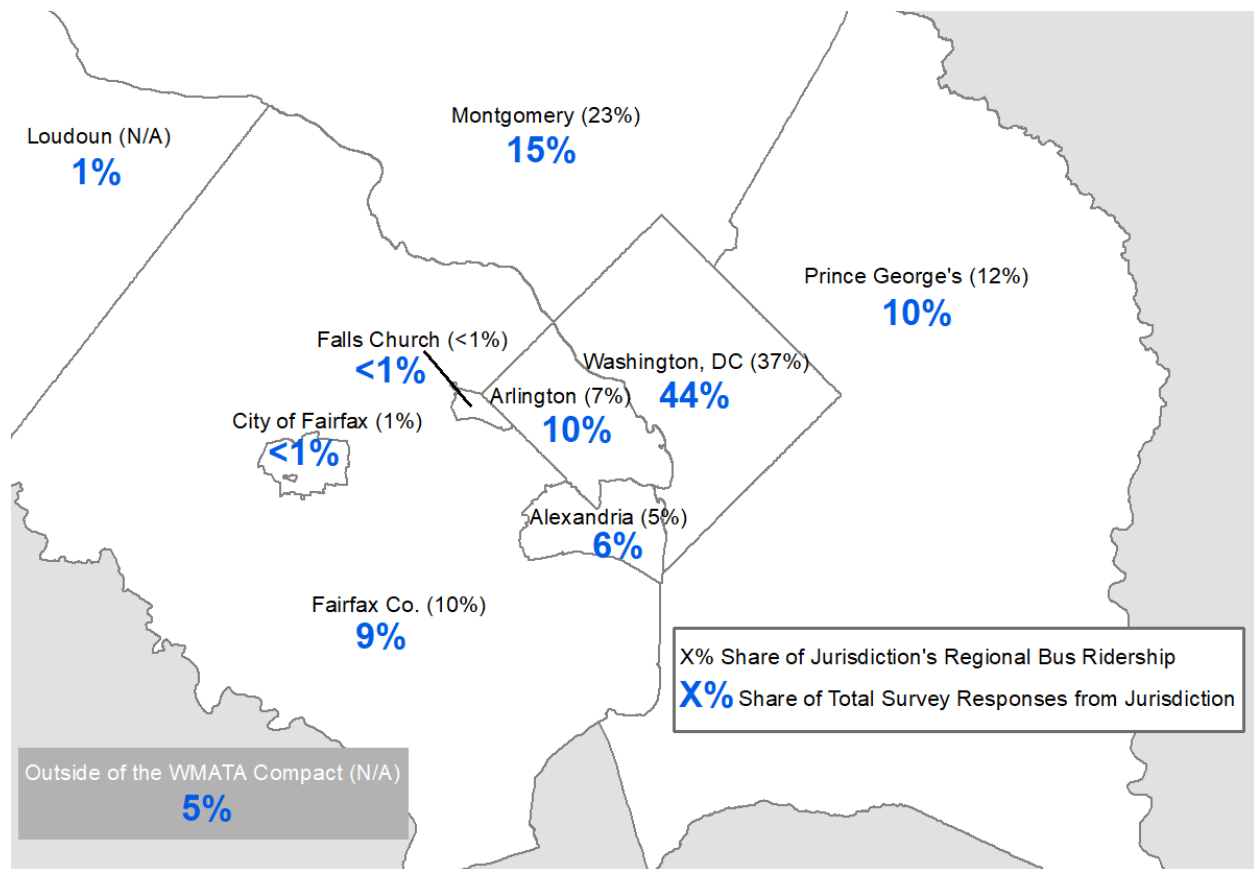 Montgomery (23%)
15%
Loudoun (N/A)
1%
Prince George's (12%)
10%
Falls Church (<1%)
<1%
Washington, DC (37%)
44%
Arlington (7%)
10%
City of Fairfax (1%)
<1%
Alexandria (5%)
6%
Fairfax Co. (10%)
9%
X% Share of Jurisdiction's Regional Bus Ridership
X% Share of Total Survey Responses from Jurisdiction
Outside of the WMATA Compact (N/A)
5%